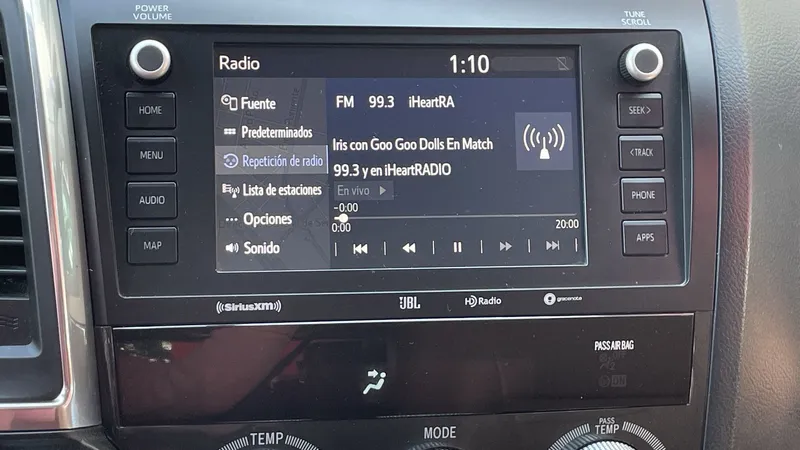 POWER
VOLUME
TUNE
SCROLL
Radio
1:10
HOME
MENU
AUDIO
MAP
Fuente
Predeterminados
Repetición de radio
Lista de estaciones
Opciones
Sonido
FM 99.3 iHeartRA
Iris con Goo Goo Dolls En Match
99.3 y en iHeartRADIO
En vivo
-0:00
0:00
20:00
SEEK>
<TRACK
PHONE
APPS
SiriusXM
JBL
HD Radio
gracenote
PASS AIR BAG
OFF
ON
TEMP
MODE
PASS
TEMP